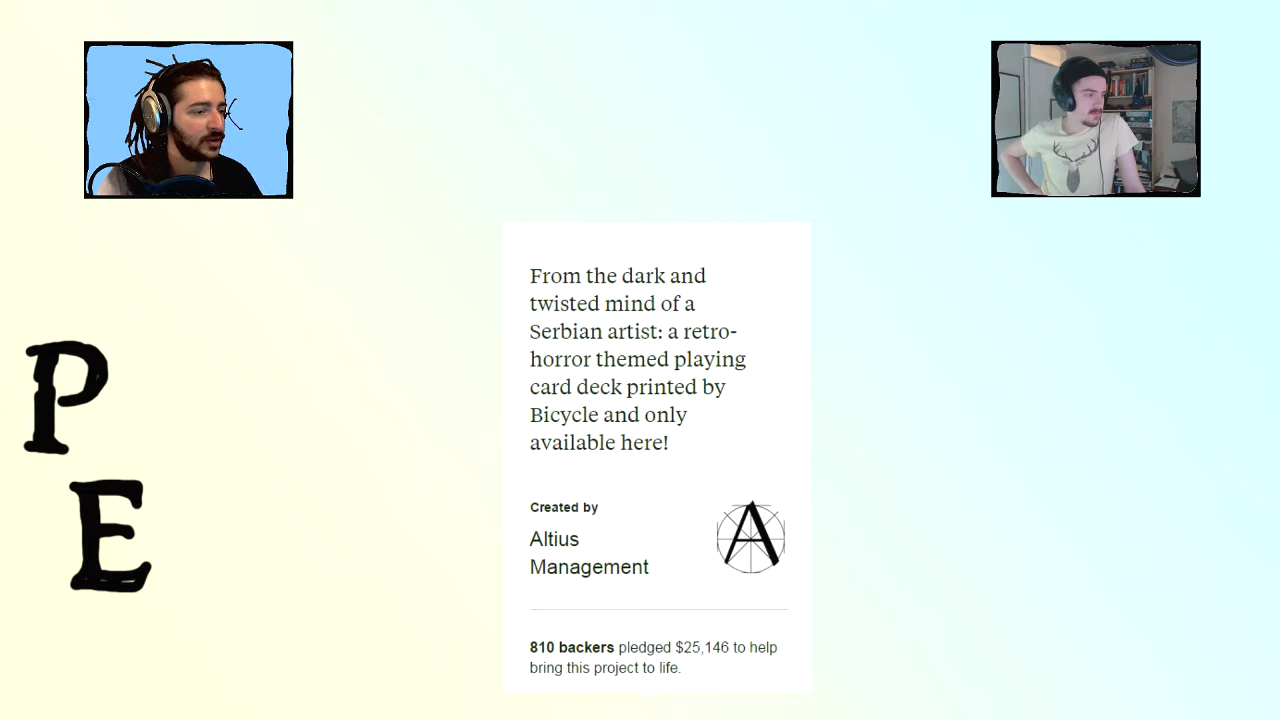 From the dark and
twisted mind of a
Serbian artist: a retro-
horror themed playing
card deck printed by
Bicycle and only
available here!
Created by
Altius
Management
A
810 backers pledged $25,146 to help
bring this project to life.
P
E